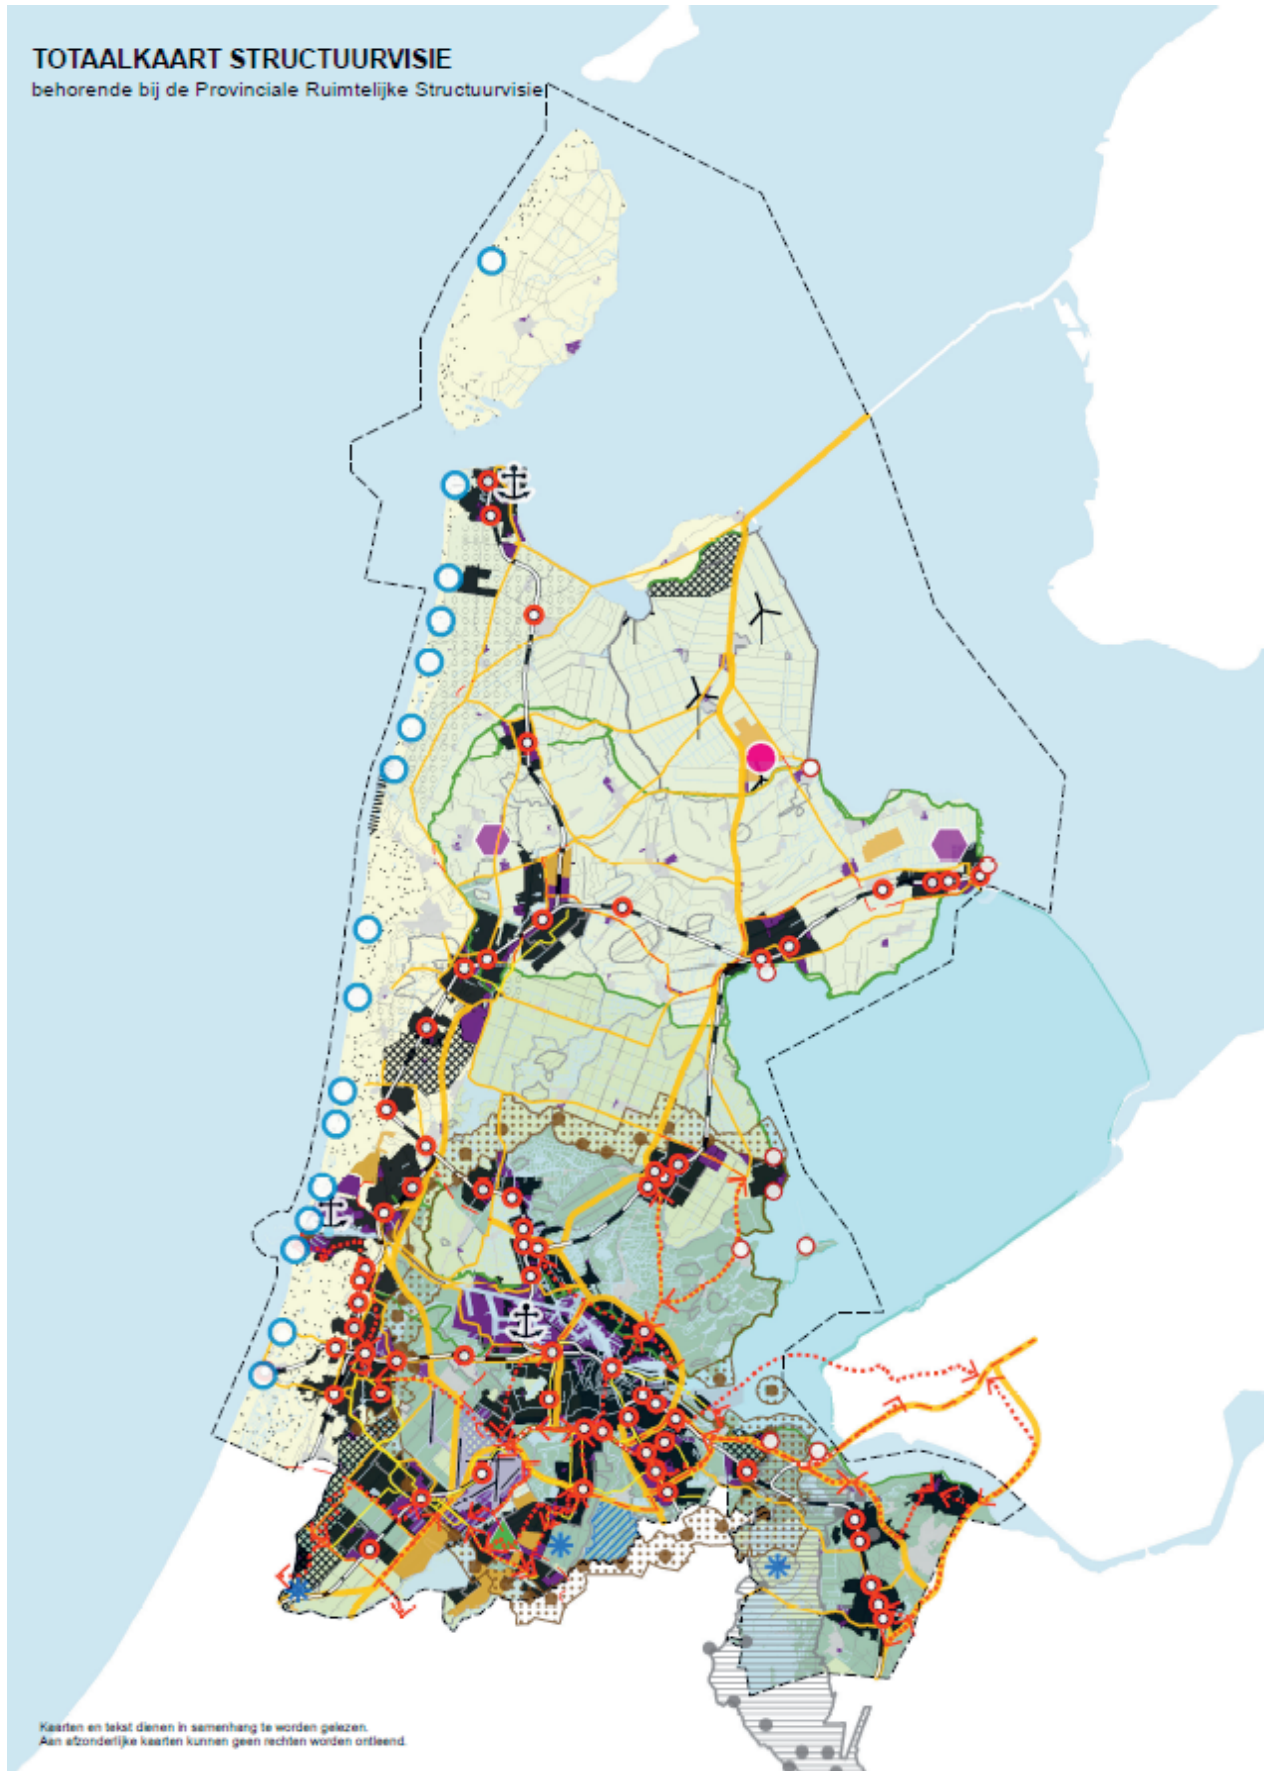 TOTAALKAART STRUCTUURVISIE
behorende bij de Provinciale Ruimtelijke Structuurvisie
Kaarten en tekst dienen in samenhang te worden gelezen.
Aan afzonderlijke kaarten kunnen geen rechten worden ontleend.